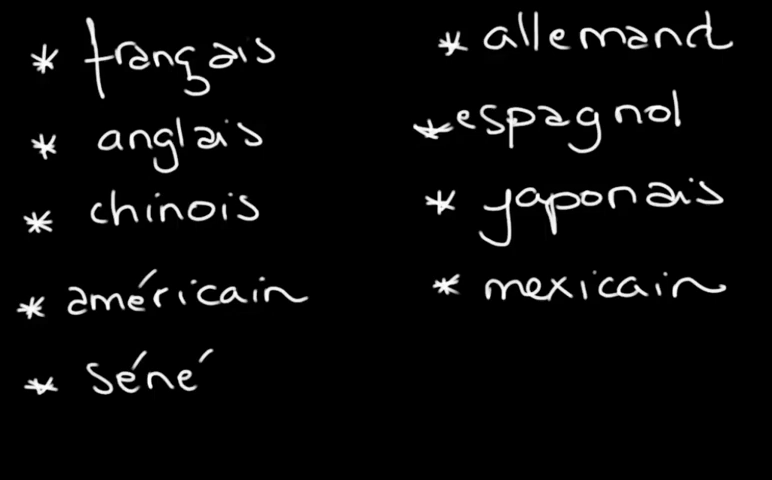 * français
* anglais
* chinois
* américain
* séné
* allemand
* espagnol
* japonais
* mexicain